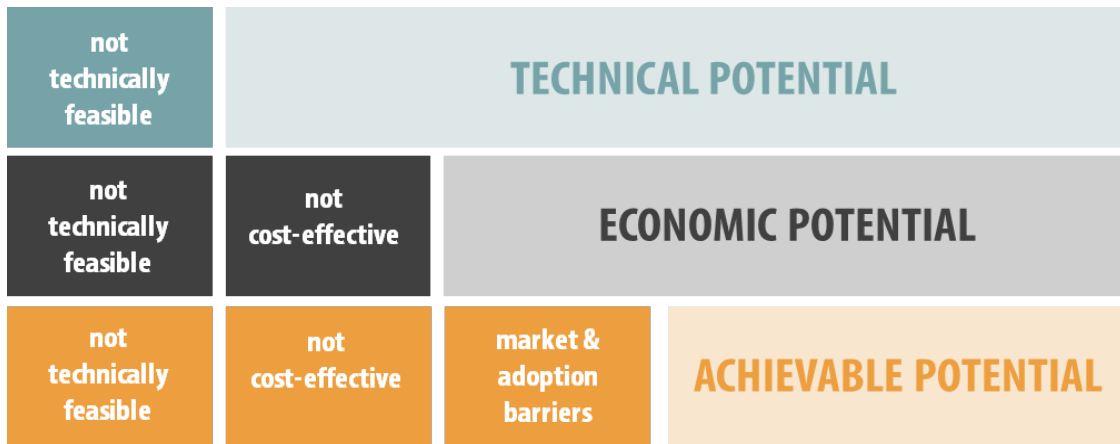 not
technically
feasible
TECHNICAL POTENTIAL
not
technically
feasible
not
cost-effective
ECONOMIC POTENTIAL
not
technically
feasible
not
cost-effective
market &
adoption
barriers
ACHIEVABLE POTENTIAL